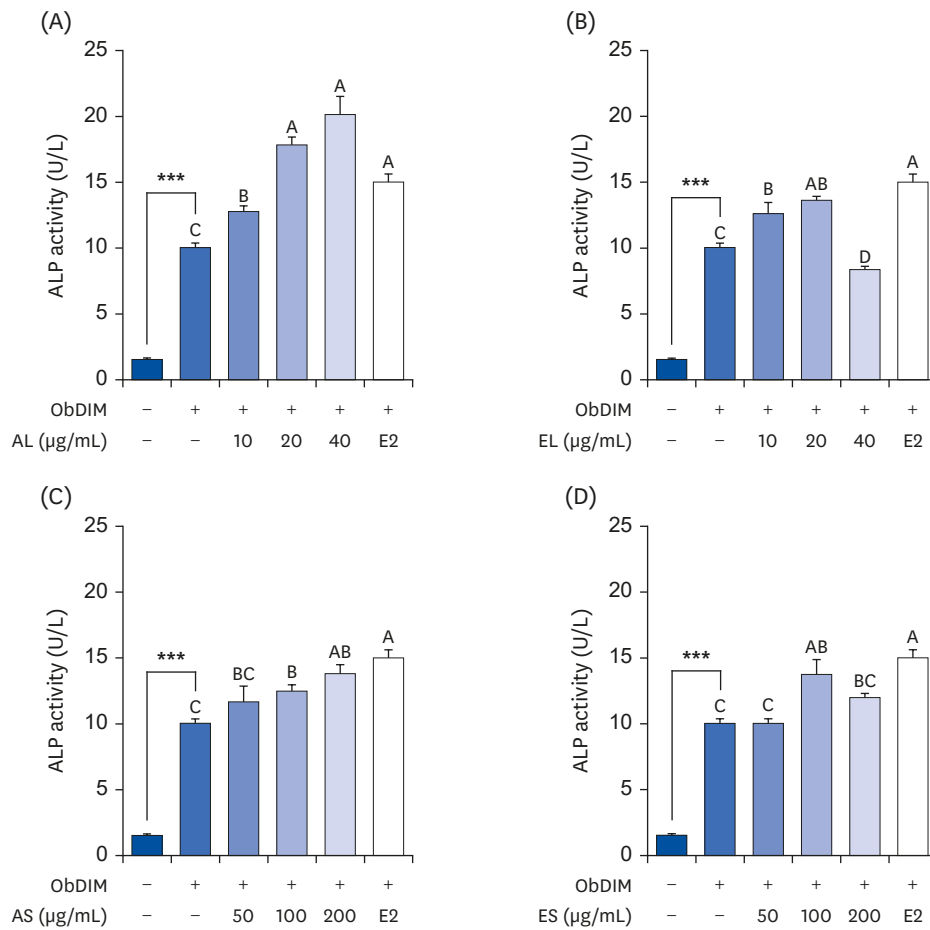 (A)
25
20
15
10
5
0
ALP activity (U/L)
***
C
B
A
A
A
ObDIM − + + + + +
AL (µg/mL) − − 10 20 40 E2
(B)
25
20
15
10
5
0
ALP activity (U/L)
***
C
B
AB
D
A
ObDIM − + + + + +
EL (µg/mL) − − 10 20 40 E2
(C)
25
20
15
10
5
0
ALP activity (U/L)
***
C
BC
B
AB
A
ObDIM − + + + + +
AS (µg/mL) − − 50 100 200 E2
(D)
25
20
15
10
5
0
ALP activity (U/L)
***
C
C
AB
BC
A
ObDIM − + + + + +
ES (µg/mL) − − 50 100 200 E2